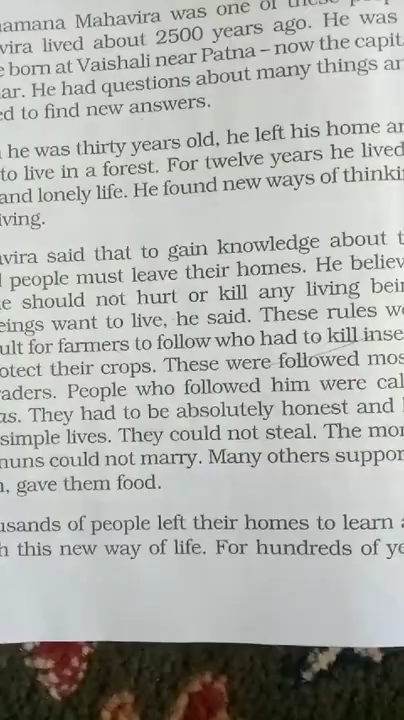 amana Mahavira was one of these
vira lived about 2500 years ago. He was
e born at Vaishali near Patna – now the capit
ar. He had questions about many things an
ed to find new answers.
he was thirty years old, he left his home an
to live in a forest. For twelve years he lived
and lonely life. He found new ways of thinki
iving.
avira said that to gain knowledge about t
people must leave their homes. He believ
e should not hurt or kill any living bein
eings want to live, he said. These rules we
ult for farmers to follow who had to kill inse
otect their crops. These were followed mos
raders. People who followed him were cal
as. They had to be absolutely honest and
simple lives. They could not steal. The mon
nuns could not marry. Many others suppor
, gave them food.
usands of people left their homes to learn a
h this new way of life. For hundreds of ye